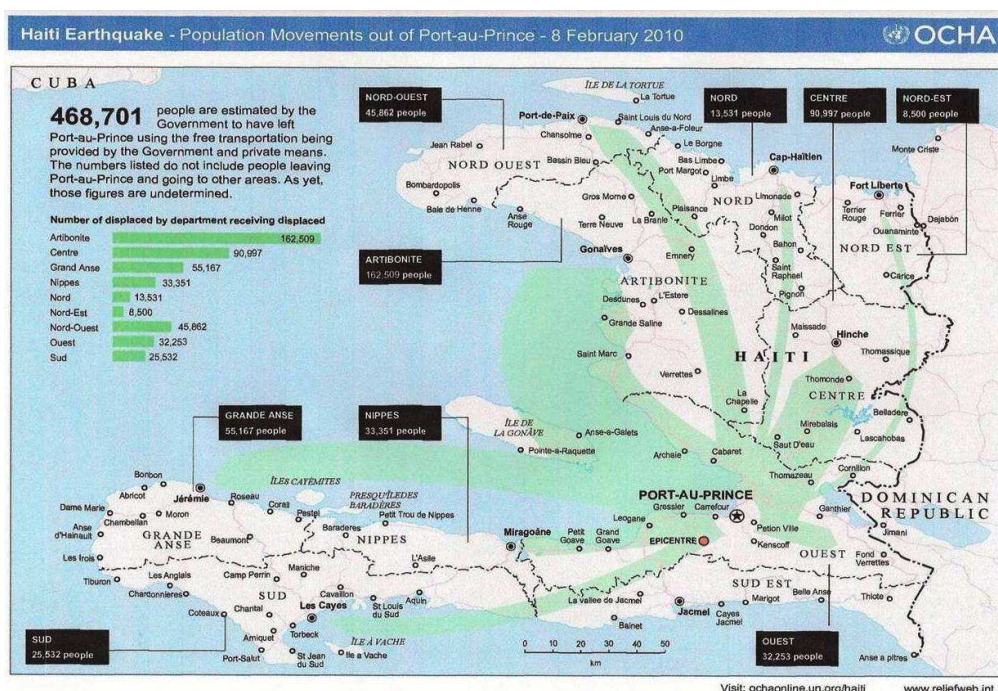 Haiti Earthquake - Population Movements out of Port-au-Prince - 8 February 2010
OCHA
CUBA
468,701 people are estimated by the
Government to have left
Port-au-Prince using the free transportation being
provided by the Government and private means.
The numbers listed do not include people leaving
Port-au-Prince and going to other areas. As yet,
those figures are undetermined.
Number of displaced by department receiving displaced
Artibonite 162,509
Centre 90,997
Grand Anse 55,167
Nippes 33,351
Nord 13,531
Nord-Est 8,500
Nord-Ouest 45,862
Ouest 32,253
Sud 25,532
NORD-OUEST
45,862 people
NORD
13,531 people
CENTRE
90,997 people
NORD-EST
8,500 people
ARTIBONITE
162,509 people
GRANDE ANSE
55,167 people
NIPPES
33,351 people
SUD
25,532 people
OUEST
32,253 people
ÎLE DE LA TORTUE
La Tortue
Port-de-Paix
Saint Louis du Nord
Anse-a-Foleur
Chansolme
Le Borgne
Jean Rabel
NORD OUEST
Bassin Bleu
Bas Limbe
Port Margot
Limbe
Cap-Haïtien
Monte Criste
Bombardopolis
Baie de Henne
Anse
Rouge
Gros Morne
Terre Neuve
La Branle
Plaisance
NORD
Limonade
Milot
Dondon
Fort Liberte
Terrier
Rouge
Ferrier
Ouanaminte
Dajabón
NORD EST
Gonaïves
Emnery
Bahon
Saint
Raphael
Pignon
Carice
ARTIBONITE
Desdunes
L'Estere
Dessalines
Grande Saline
Saint Marc
Verrettes
HAITI
Maissade
Hinche
Thomassique
Thomonde
CENTRE
La
Chapelle
Belladère
Mirebalais
Saut D'eau
Lascahobas
ÎLE DE
LA GONÂVE
Anse-a-Galets
Pointe-a-Raquette
Archaie
Cabaret
Thomazeau
Cornillon
DOMINICAN
REPUBLIC
PORT-AU-PRINCE
Gressier
Carrefour
Leogane
Petion Ville
Kenscoff
Ganthier
Jimani
EPICENTRE
OUEST
Fond
Verrettes
Bonbon
Abricot
Jérémie
Roseau
ÎLES CAYÉMITES
Corail
Pestel
PRESQU'ÎLEDES
BARADÈRES
Petit Trou de Nippes
Baraderes
Dame Marie
Chambellan
Moron
Anse
d'Hainault
GRANDE
ANSE
Beaumont
NIPPES
Miragoâne
Petit
Goave
Grand
Goave
Les Irois
L'Asile
Tiburon
Les Anglais
Camp Perrin
Maniche
Chardonnieres
SUD
Cavaillon
Coteaux
Chantal
Les Cayes
St Louis
du Sud
Aquin
Torbeck
Arniquet
Port-Salut
St Jean
du Sud
ÎLE À VACHE
Ile a Vache
La vallee de Jacmel
Bainet
Jacmel
Cayes
Jacmel
Marigot
SUD EST
Belle Anse
Thiote
Anse a pitres
0 10 20 30 40 50
km
Visit: ochaonline.un.org/haiti www.reliefweb.int